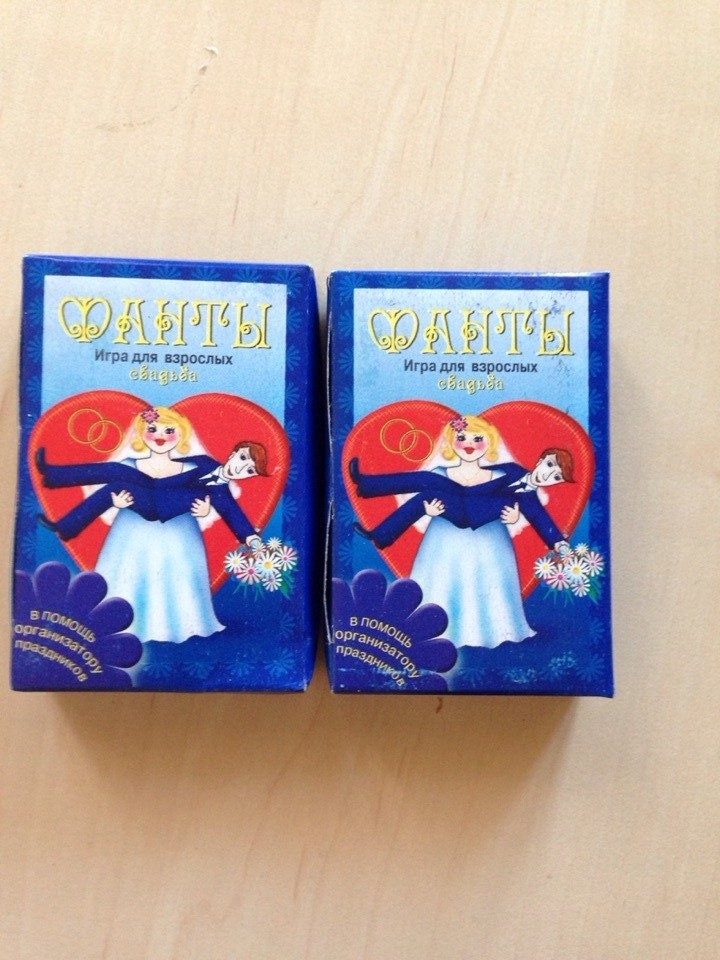 ФАНТЫ
Игра для взрослых
свадьба
В ПОМОЩЬ
организатору
праздников
ФАНТЫ
Игра для взрослых
свадьба
В ПОМОЩЬ
организатору
праздников